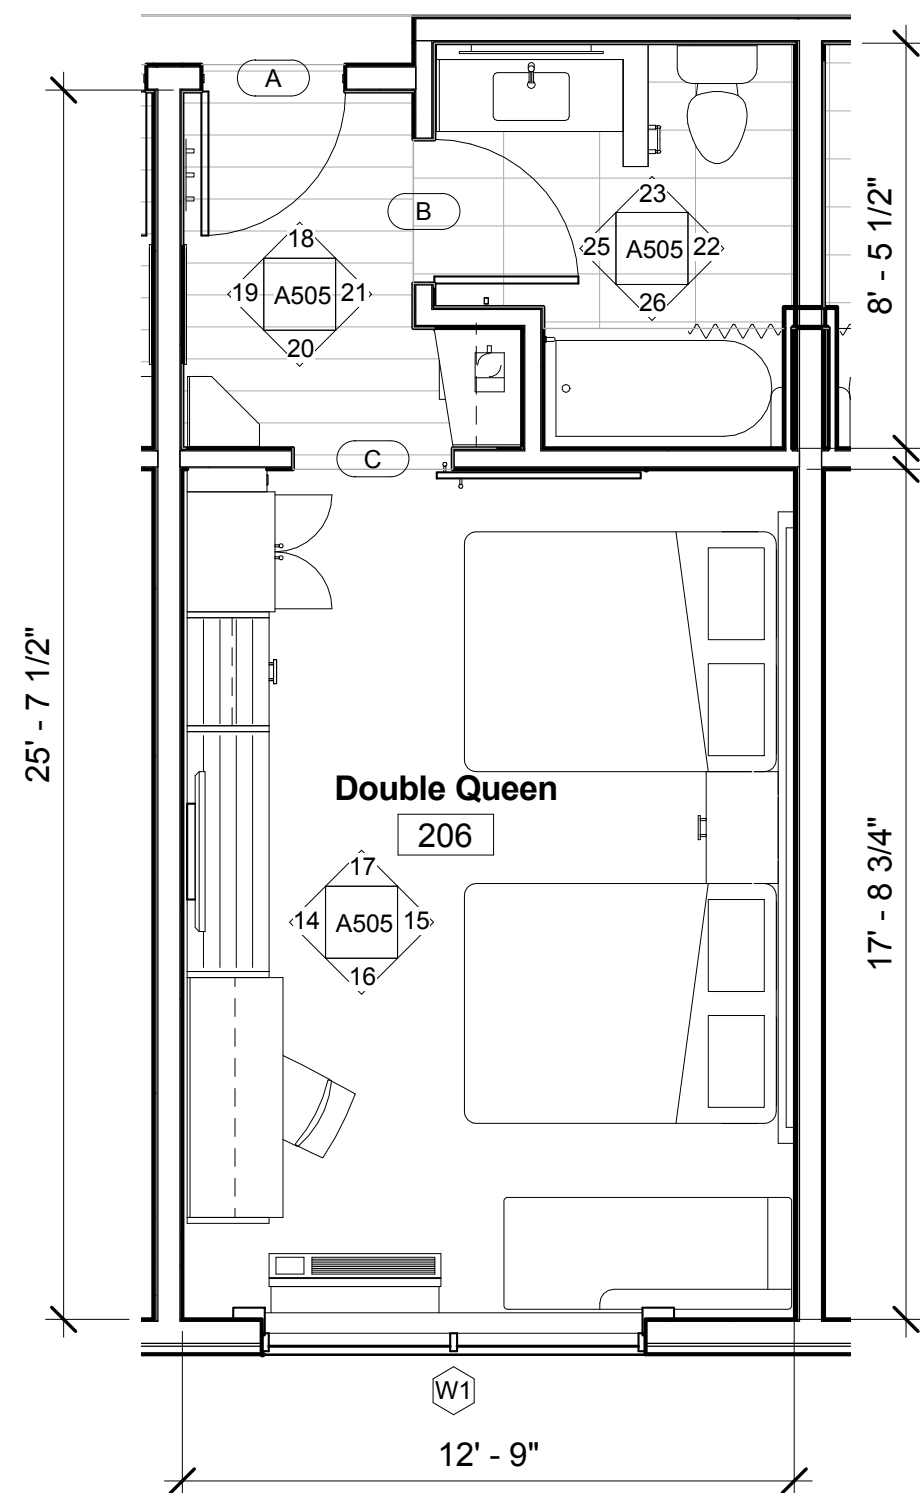 A
B
23
25
A505
22
26
18
19
A505
21
20
8' - 5 1/2"
C
25' - 7 1/2"
Double Queen
206
17
14
A505
15
16
17' - 8 3/4"
W1
12' - 9"